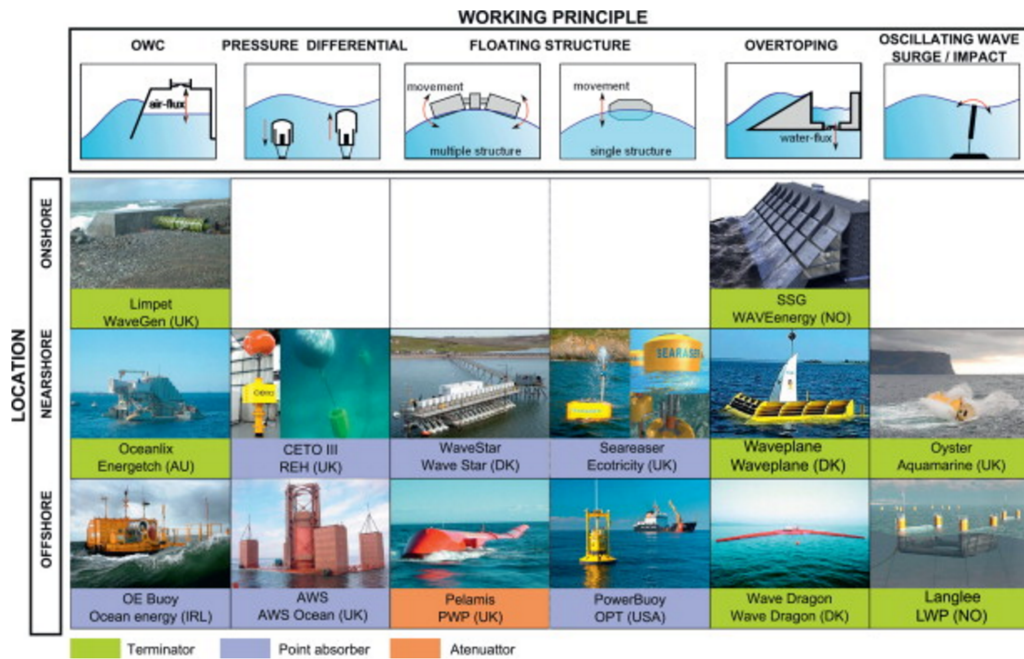 WORKING PRINCIPLE
OWC
PRESSURE DIFFERENTIAL
FLOATING STRUCTURE
OVERTOPING
OSCILLATING WAVE
SURGE / IMPACT
air-flux
movement
multiple structure
movement
single structure
water-flux
LOCATION
ONSHORE
Limpet
WaveGen (UK)
SSG
WAVEenergy (NO)
NEARSHORE
CETO
SEARASER
Oceanlix
Energetch (AU)
CETO III
REH (UK)
WaveStar
Wave Star (DK)
Seareaser
Ecotricity (UK)
Waveplane
Waveplane (DK)
Oyster
Aquamarine (UK)
OFFSHORE
OE Buoy
Ocean energy (IRL)
AWS
AWS Ocean (UK)
Pelamis
PWP (UK)
PowerBuoy
OPT (USA)
Wave Dragon
Wave Dragon (DK)
Langlee
LWP (NO)
Terminator
Point absorber
Atenuattor